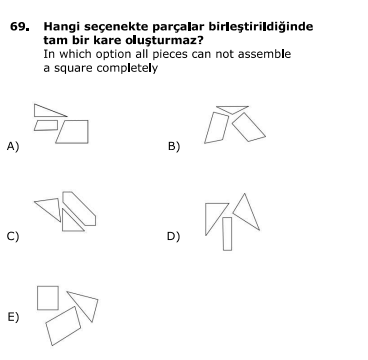 69. Hangi seçenekte parçalar birleştirildiğinde
tam bir kare oluşturmaz?
In which option all pieces can not assemble
a square completely
A)
B)
C)
D)
E)